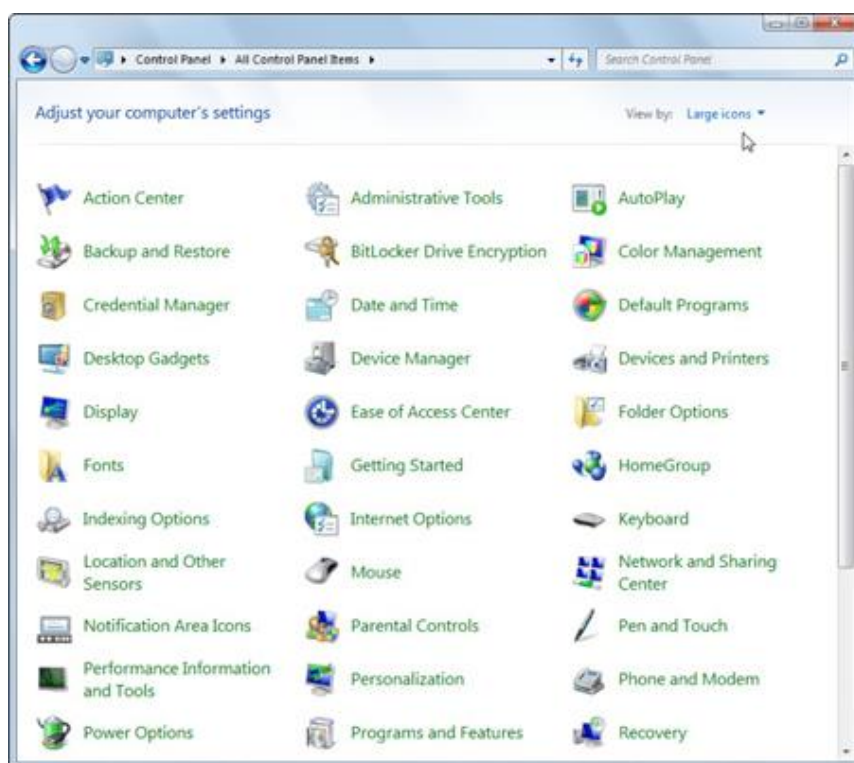 Control Panel All Control Panel Items Search Control Panel
Adjust your computer's settings View by: Large icons
Action Center Administrative Tools AutoPlay
Backup and Restore BitLocker Drive Encryption Color Management
Credential Manager Date and Time Default Programs
Desktop Gadgets Device Manager Devices and Printers
Display Ease of Access Center Folder Options
Fonts Getting Started HomeGroup
Indexing Options Internet Options Keyboard
Location and Other
Sensors
Mouse
Network and Sharing
Center
Notification Area Icons Parental Controls Pen and Touch
Performance Information
and Tools
Personalization
Phone and Modem
Power Options Programs and Features Recovery